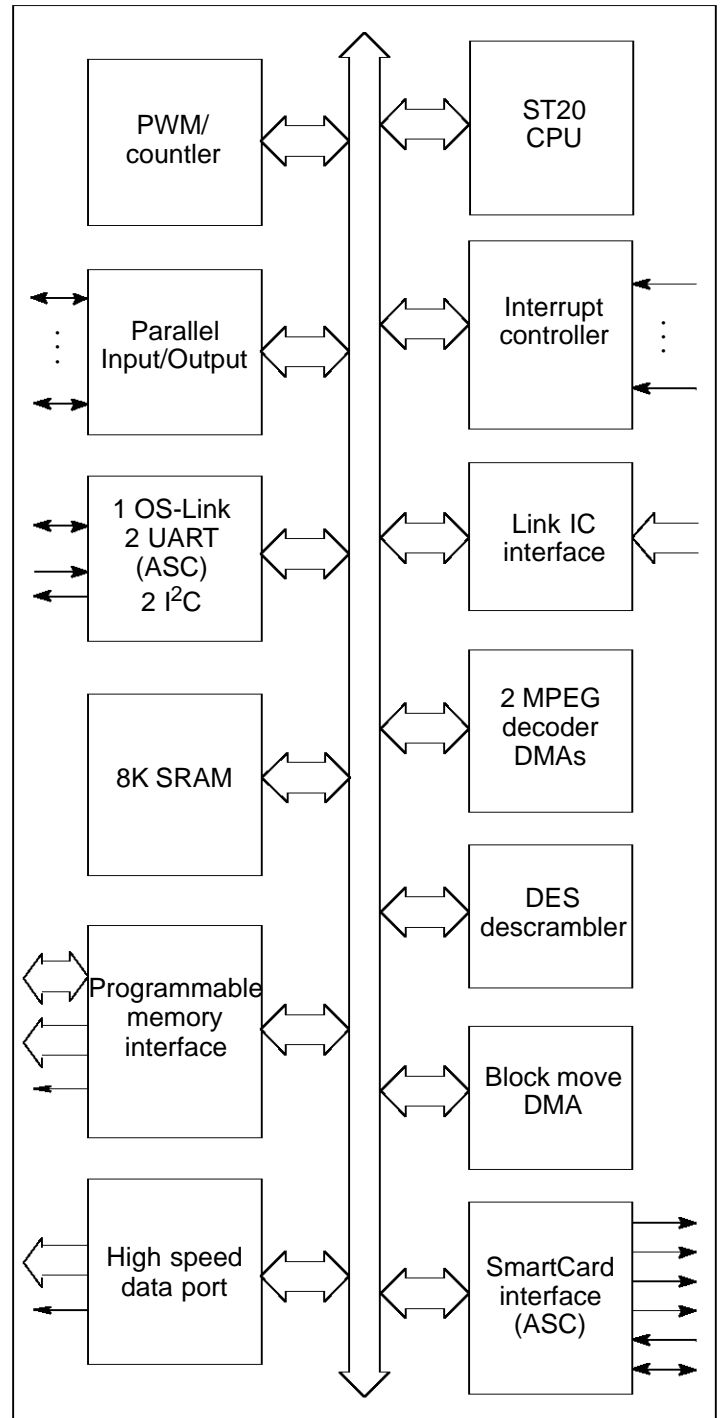 PWM/
countler
ST20
CPU
Parallel
Input/Output
Interrupt
controller
1 OS-Link
2 UART
(ASC)
2 I²C
Link IC
interface
8K SRAM
2 MPEG
decoder
DMAs
DES
descrambler
Programmable
memory
interface
Block move
DMA
High speed
data port
SmartCard
interface
(ASC)